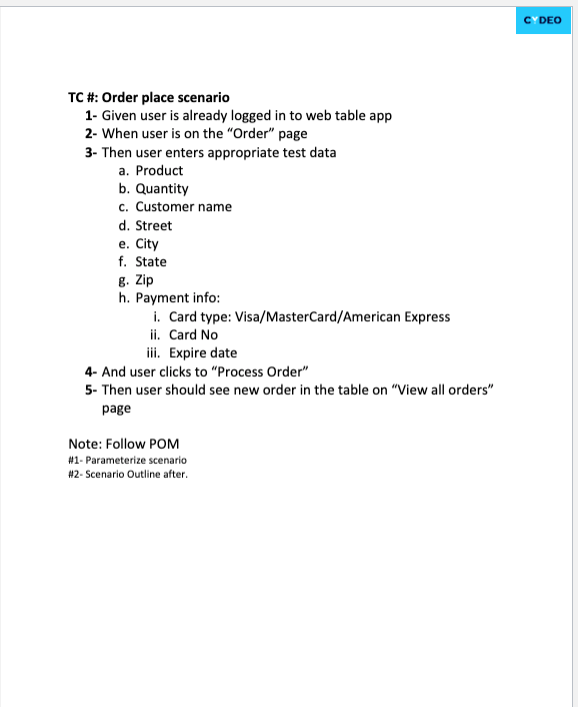 CYDEO
TC #: Order place scenario
1- Given user is already logged in to web table app
2- When user is on the “Order” page
3- Then user enters appropriate test data
a. Product
b. Quantity
c. Customer name
d. Street
e. City
f. State
g. Zip
h. Payment info:
i. Card type: Visa/MasterCard/American Express
ii. Card No
iii. Expire date
4- And user clicks to “Process Order”
5- Then user should see new order in the table on “View all orders”
page
Note: Follow POM
#1- Parameterize scenario
#2- Scenario Outline after.